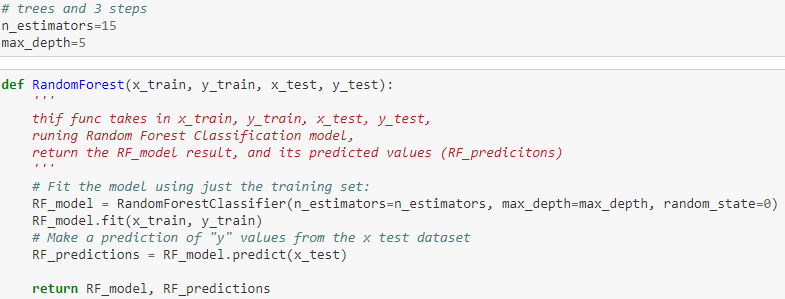 # trees and 3 steps
n_estimators=15
max_depth=5
def RandomForest(x_train, y_train, x_test, y_test):
    '''
    thif func takes in x_train, y_train, x_test, y_test,
    runing Random Forest Classification model,
    return the RF_model result, and its predicted values (RF_predicitons)
    '''
    # Fit the model using just the training set:
    RF_model = RandomForestClassifier(n_estimators=n_estimators, max_depth=max_depth, random_state=0)
    RF_model.fit(x_train, y_train)
    # Make a prediction of "y" values from the x test dataset
    RF_predictions = RF_model.predict(x_test)
    return RF_model, RF_predictions